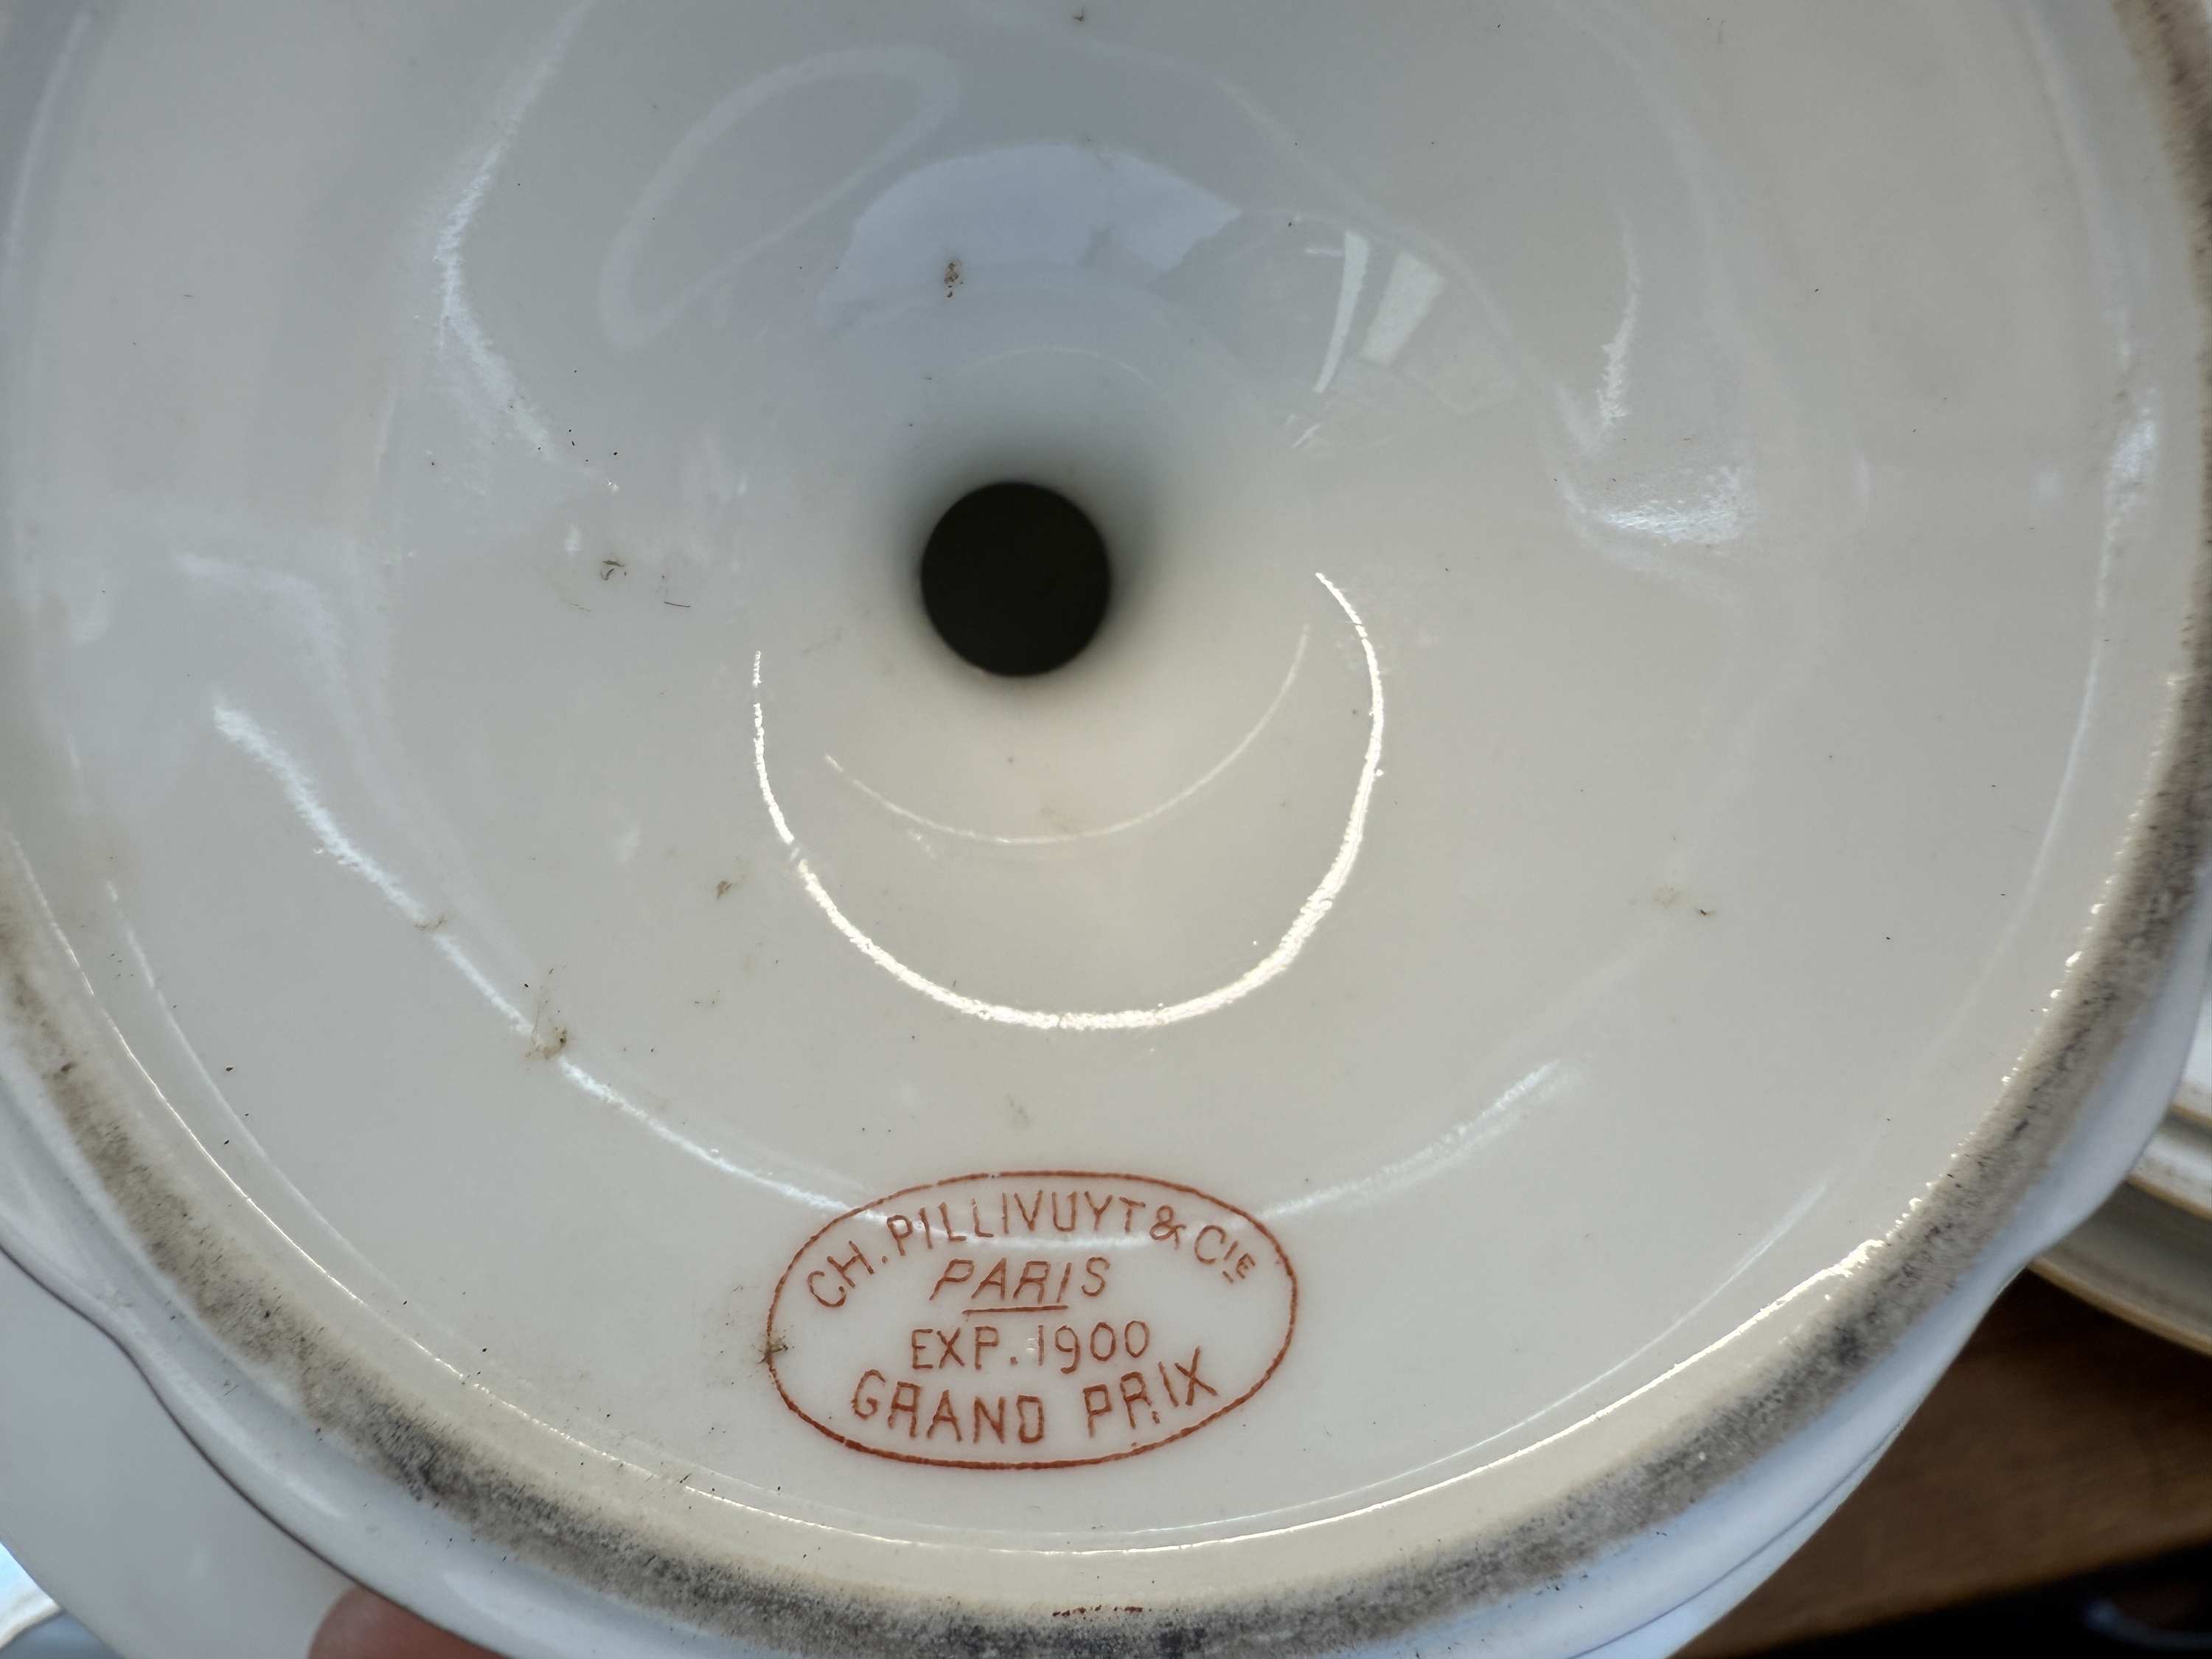 CH. PILLIVUYT & CIE
PARIS
EXP. 1900
GRAND PRIX